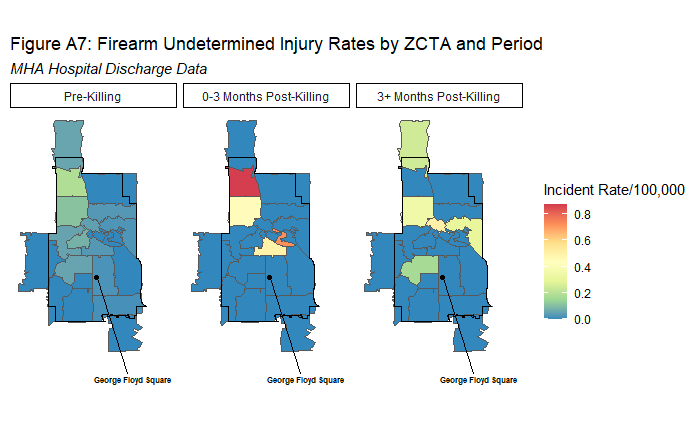 Figure A7: Firearm Undetermined Injury Rates by ZCTA and Period
MHA Hospital Discharge Data
Pre-Killing
0-3 Months Post-Killing
3+ Months Post-Killing
Incident Rate/100,000
0.8
0.6
0.4
0.2
0.0
George Floyd Square
George Floyd Square
George Floyd Square